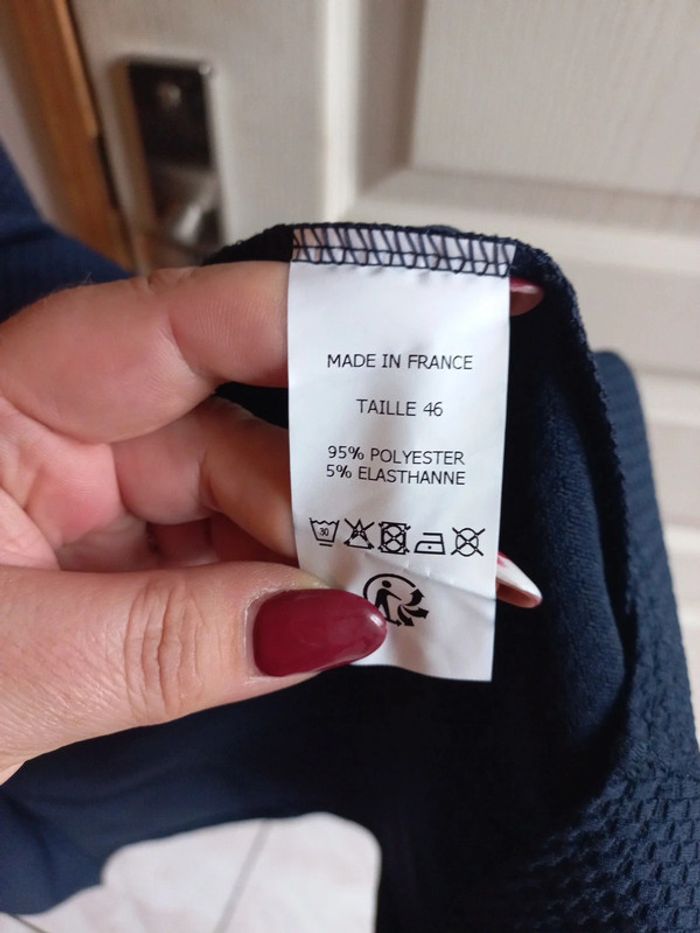 MADE IN FRANCE
TAILLE 46
95% POLYESTER
5% ELASTHANNE
30